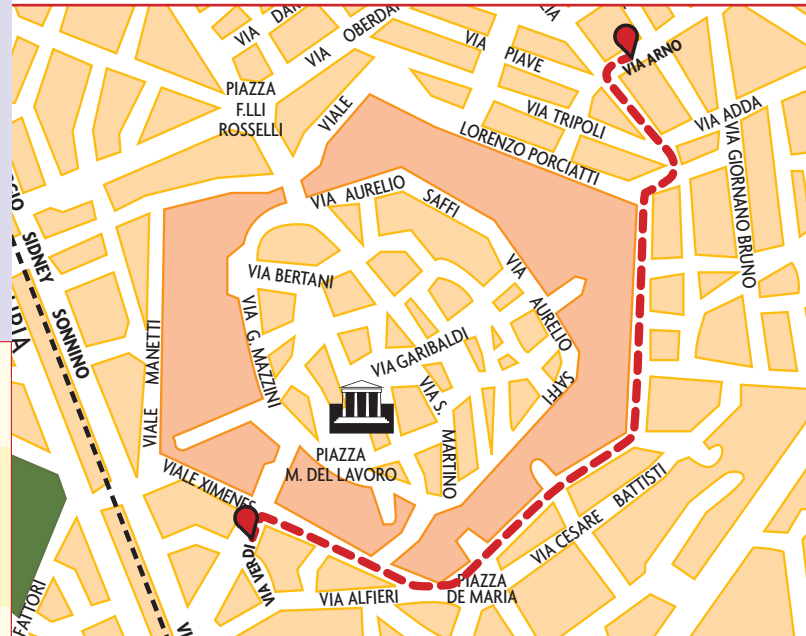 VIA
VIA OBERDAN
VIA PIAVE
VIA ARNO
PIAZZA
F.LLI
ROSSELLI
VIALE
VIA TRIPOLI
VIA ADDA
LORENZO PORCIATTI
VIA GIORNANO BRUNO
VIA AURELIO
SAFFI
SIDNEY
SONNINO
VIA BERTANI
VIA G. MAZZINI
VIA AURELIO
SAFFI
VIALE MANETTI
VIA GARIBALDI
VIA S. MARTINO
PIAZZA
M. DEL LAVORO
VIALE XIMENES
VIA VERDI
VIA CESARE BATTISTI
PIAZZA
DE MARIA
VIA ALFIERI
FATTORI